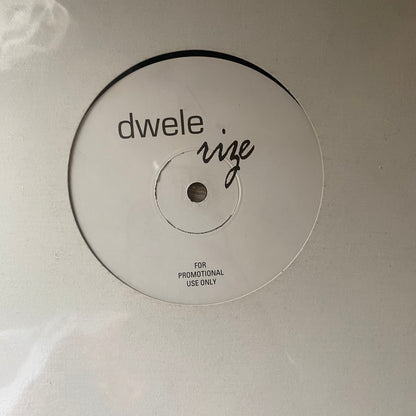 dwele
rize
FOR
PROMOTIONAL
USE ONLY